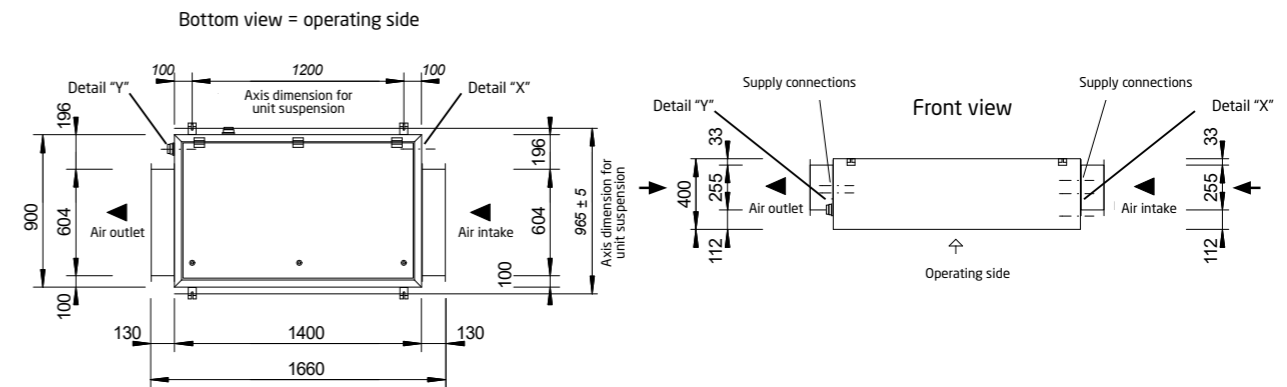 Bottom view = operating side
100
1200
100
Detail "Y"
Axis dimension for
unit suspension
Detail "X"
196
900
604
100
Air outlet
Air intake
196
604
100
965 ± 5
Axis dimension for
unit suspension
130
1400
130
1660
Supply connections
Supply connections
Detail "Y"
Front view
Detail "X"
33
400
255
112
Air outlet
Air intake
33
255
112
Operating side